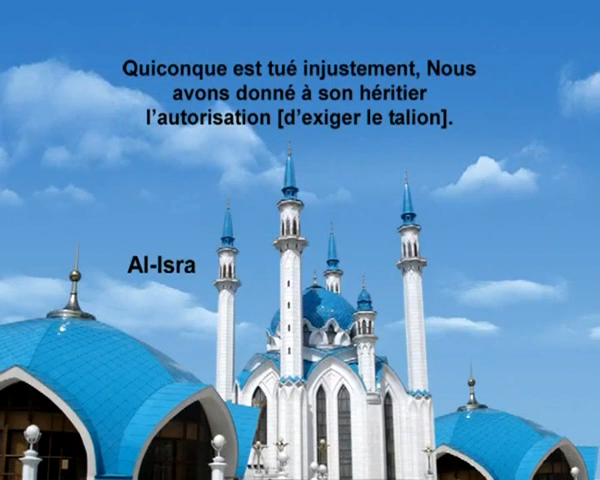 Quiconque est tué injustement, Nous
avons donné à son héritier
l’autorisation [d’exiger le talion].
Al-Isra